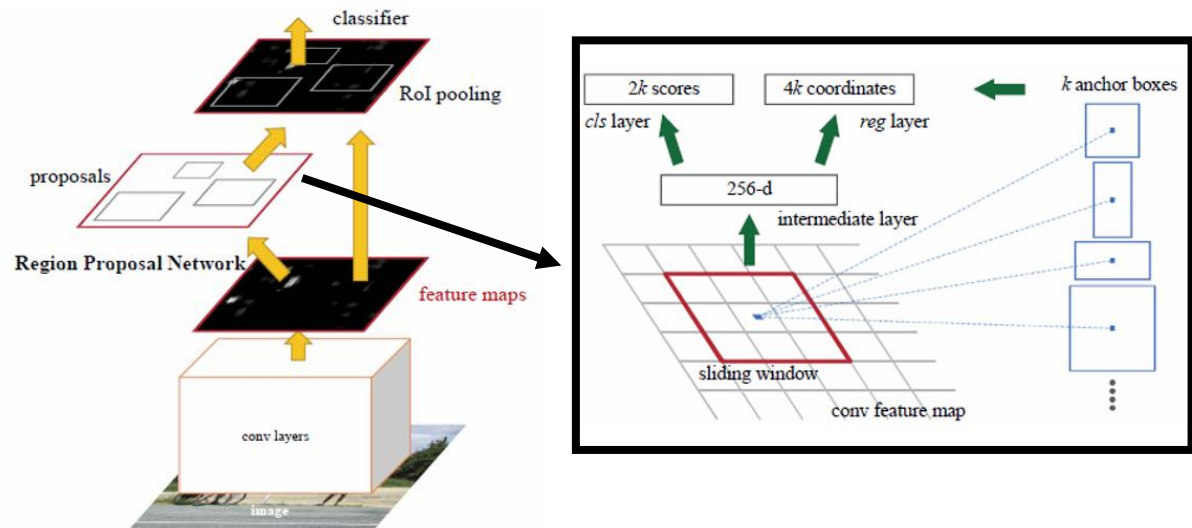 classifier
RoI pooling
proposals
Region Proposal Network
feature maps
conv layers
image
2k scores
4k coordinates
k anchor boxes
cls layer
reg layer
256-d
intermediate layer
sliding window
conv feature map